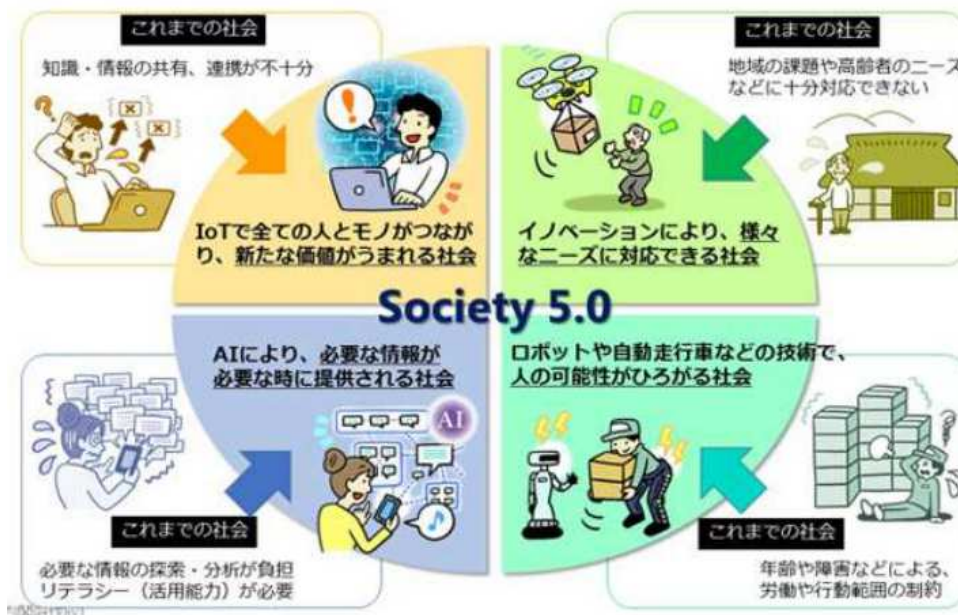 これまでの社会
知識・情報の共有、連携が不十分
IoTで全ての人とモノがつなが
り、新たな価値がうまれる社会
これまでの社会
地域の課題や高齢者のニーズ
などに十分対応できない
イノベーションにより、様々
なニーズに対応できる社会
Society 5.0
AIにより、必要な情報が
必要な時に提供される社会
AI
これまでの社会
必要な情報の探索・分析が負担
リテラシー（活用能力）が必要
ロボットや自動走行車などの技術で、
人の可能性がひろがる社会
これまでの社会
年齢や障害などによる、
労働や行動範囲の制約